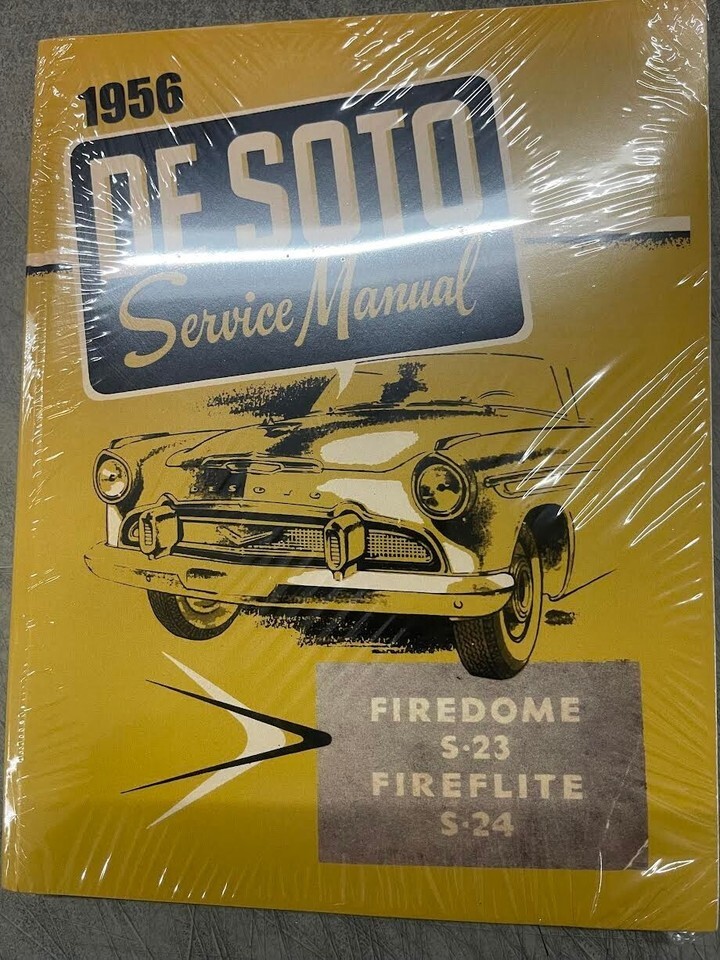 1956
DE SOTO
Service Manual
FIREDOME
S·23
FIREFLITE
S·24